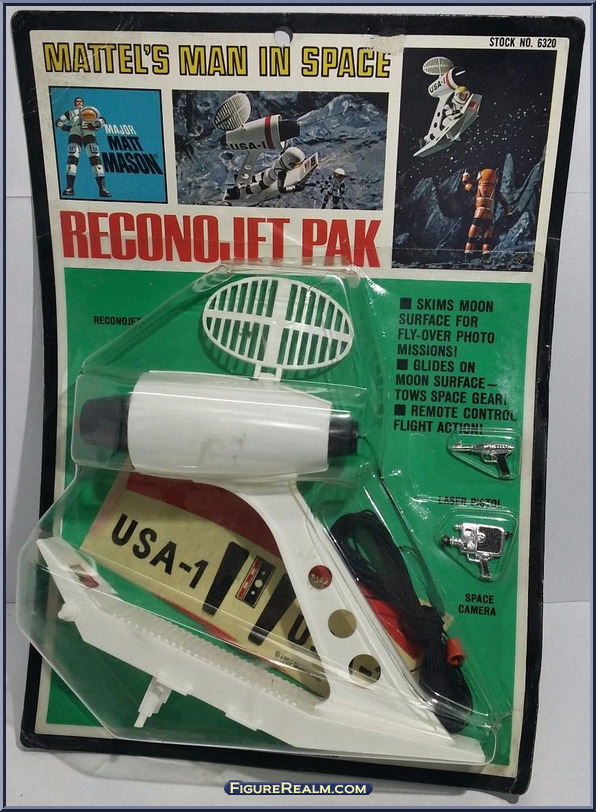 STOCK NO. 6320
MATTEL'S MAN IN SPACE
MAJOR
MATT
MASON
USA-1
USA-1
RECONOJET PAK
RECONOJET
■ SKIMS MOON
SURFACE FOR
FLY-OVER PHOTO
MISSIONS!
■ GLIDES ON
MOON SURFACE—
TOWS SPACE GEAR!
■ REMOTE CONTROL
FLIGHT ACTION!
LASER PISTOL
USA-1
SPACE
CAMERA
FIGUREREALM.COM